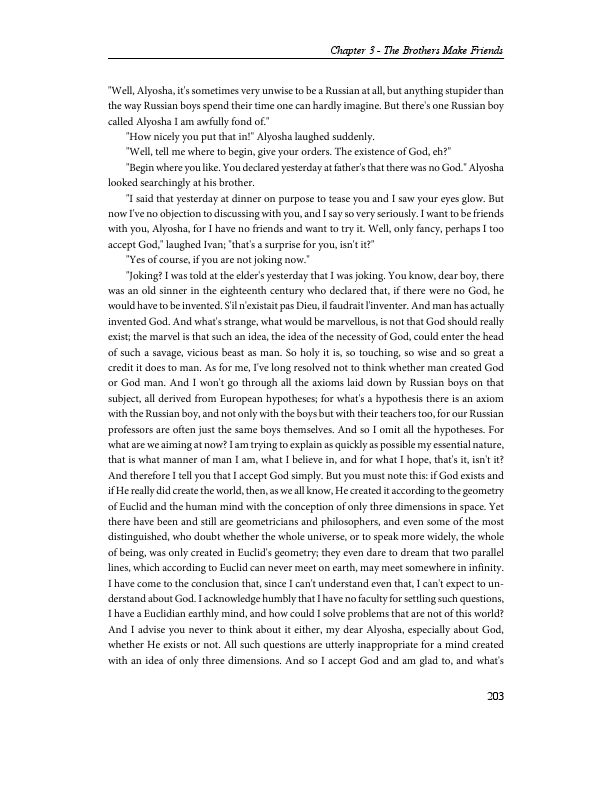 Chapter 3 - The Brothers Make Friends
"Well, Alyosha, it's sometimes very unwise to be a Russian at all, but anything stupider than
the way Russian boys spend their time one can hardly imagine. But there's one Russian boy
called Alyosha I am awfully fond of."
"How nicely you put that in!" Alyosha laughed suddenly.
"Well, tell me where to begin, give your orders. The existence of God, eh?"
"Begin where you like. You declared yesterday at father's that there was no God." Alyosha
looked searchingly at his brother.
"I said that yesterday at dinner on purpose to tease you and I saw your eyes glow. But
now I've no objection to discussing with you, and I say so very seriously. I want to be friends
with you, Alyosha, for I have no friends and want to try it. Well, only fancy, perhaps I too
accept God," laughed Ivan; "that's a surprise for you, isn't it?"
"Yes of course, if you are not joking now."
"Joking? I was told at the elder's yesterday that I was joking. You know, dear boy, there
was an old sinner in the eighteenth century who declared that, if there were no God, he
would have to be invented. S'il n'existait pas Dieu, il faudrait l'inventer. And man has actually
invented God. And what's strange, what would be marvellous, is not that God should really
exist; the marvel is that such an idea, the idea of the necessity of God, could enter the head
of such a savage, vicious beast as man. So holy it is, so touching, so wise and so great a
credit it does to man. As for me, I've long resolved not to think whether man created God
or God man. And I won't go through all the axioms laid down by Russian boys on that
subject, all derived from European hypotheses; for what's a hypothesis there is an axiom
with the Russian boy, and not only with the boys but with their teachers too, for our Russian
professors are often just the same boys themselves. And so I omit all the hypotheses. For
what are we aiming at now? I am trying to explain as quickly as possible my essential nature,
that is what manner of man I am, what I believe in, and for what I hope, that's it, isn't it?
And therefore I tell you that I accept God simply. But you must note this: if God exists and
if He really did create the world, then, as we all know, He created it according to the geometry
of Euclid and the human mind with the conception of only three dimensions in space. Yet
there have been and still are geometricians and philosophers, and even some of the most
distinguished, who doubt whether the whole universe, or to speak more widely, the whole
of being, was only created in Euclid's geometry; they even dare to dream that two parallel
lines, which according to Euclid can never meet on earth, may meet somewhere in infinity.
I have come to the conclusion that, since I can't understand even that, I can't expect to un-
derstand about God. I acknowledge humbly that I have no faculty for settling such questions,
I have a Euclidian earthly mind, and how could I solve problems that are not of this world?
And I advise you never to think about it either, my dear Alyosha, especially about God,
whether He exists or not. All such questions are utterly inappropriate for a mind created
with an idea of only three dimensions. And so I accept God and am glad to, and what's
203